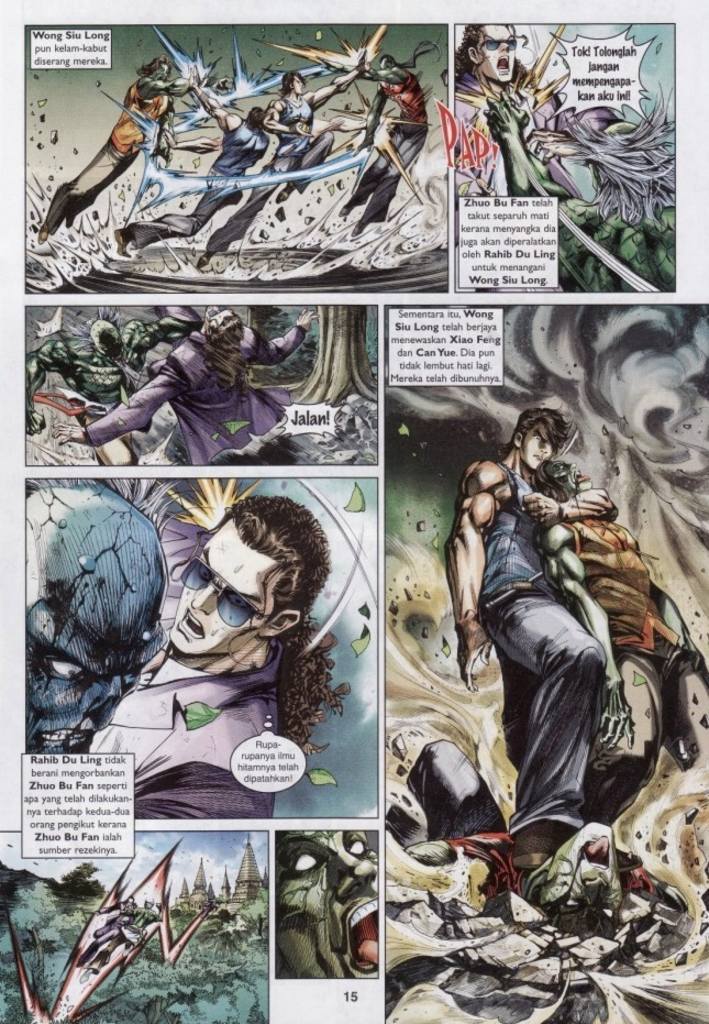 Wong Siu Long
pun kelam-kabut
diserang mereka.
Tok! Tolonglah
jangan
mempengapa-
kan aku ini!!
PAP!
Zhuo Bu Fan telah
takut separuh mati
kerana menyangka dia
juga akan diperalatkan
oleh Rahib Du Ling
untuk menangani
Wong Siu Long.
Jalan!
Sementara itu, Wong
Siu Long telah berjaya
menewaskan Xiao Feng
dan Can Yue. Dia pun
tidak lembut hati lagi.
Mereka telah dibunuhnya.
Rupa-
rupanya ilmu
hitamnya telah
dipatahkan!
Rahib Du Ling tidak
berani mengorbankan
Zhuo Bu Fan seperti
apa yang telah dilakukan-
nya terhadap kedua-dua
orang pengikut kerana
Zhuo Bu Fan ialah
sumber rezekinya.
15